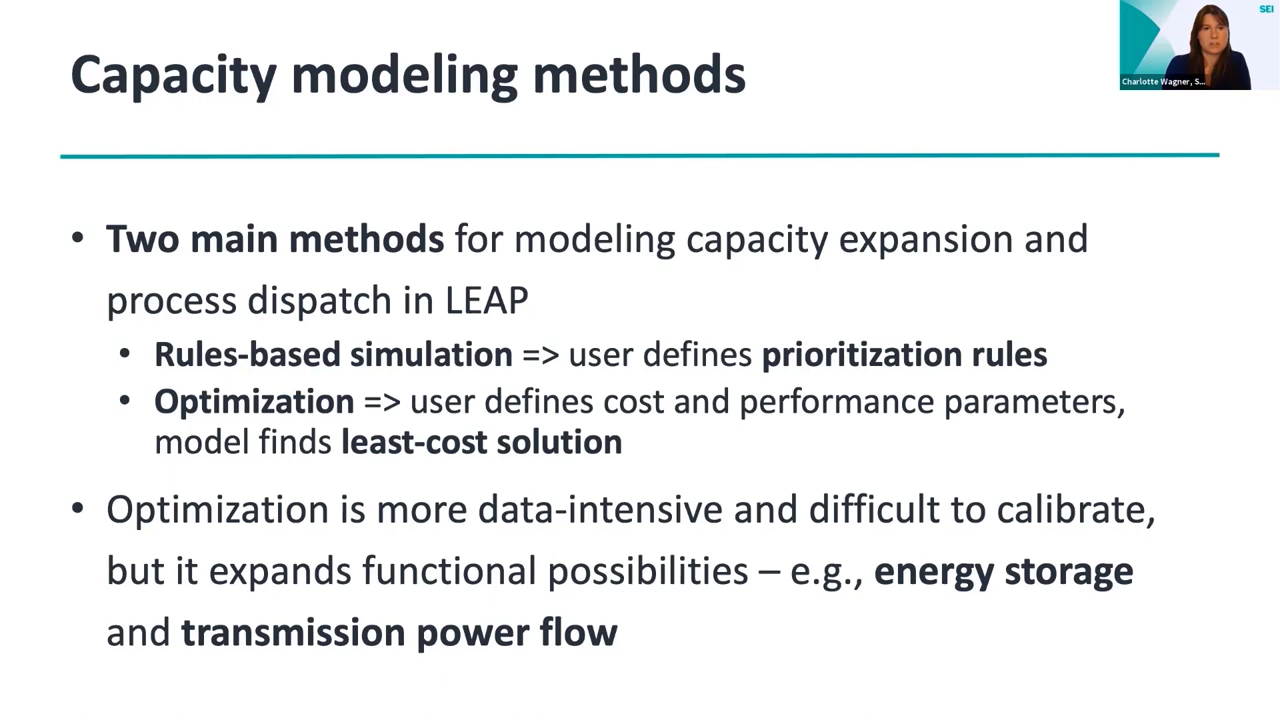 SEI
Charlotte Wagner, S...
Capacity modeling methods
• Two main methods for modeling capacity expansion and
process dispatch in LEAP
• Rules-based simulation => user defines prioritization rules
• Optimization => user defines cost and performance parameters,
model finds least-cost solution
• Optimization is more data-intensive and difficult to calibrate,
but it expands functional possibilities – e.g., energy storage
and transmission power flow